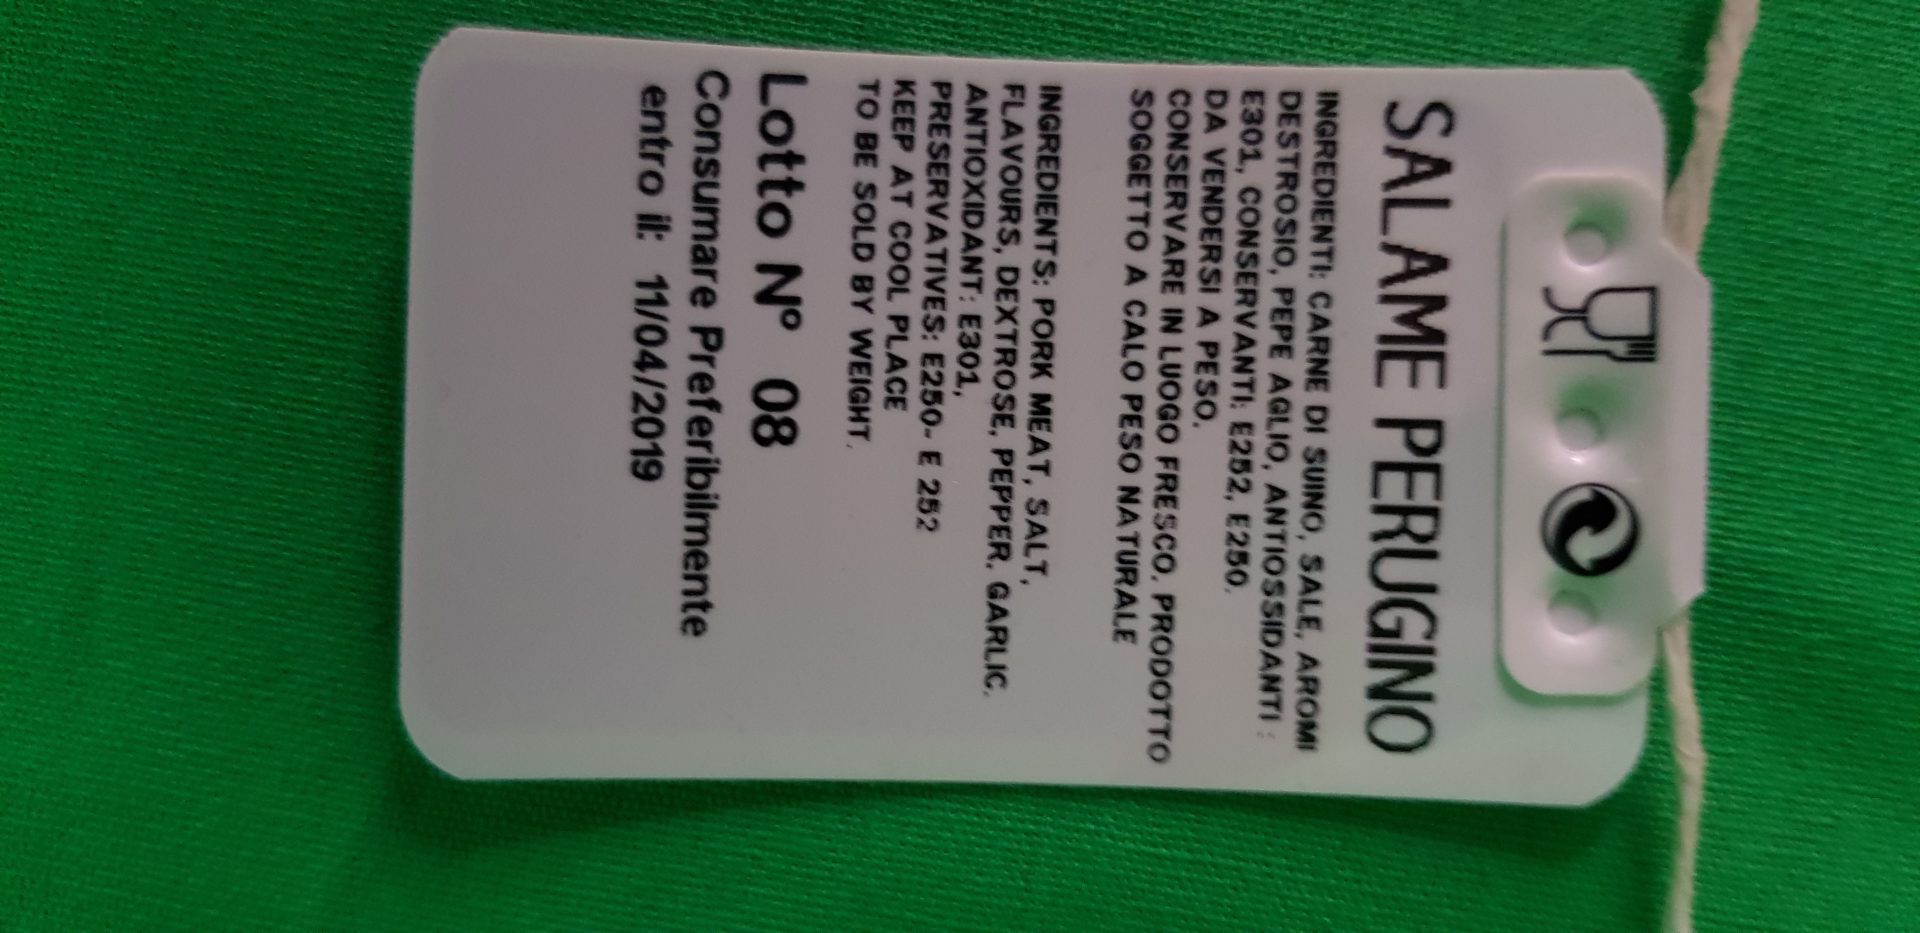 SALAME PERUGINO
INGREDIENTI: CARNE DI SUINO, SALE, AROMI
DESTROSIO, PEPE AGLIO, ANTIOSSIDANTI :
E301, CONSERVANTI: E252, E250.
DA VENDERSI A PESO.
CONSERVARE IN LUOGO FRESCO. PRODOTTO
SOGGETTO A CALO PESO NATURALE
INGREDIENTS: PORK MEAT, SALT,
FLAVOURS, DEXTROSE, PEPPER. GARLIC.
ANTIOXIDANT: E301,
PRESERVATIVES: E250- E 252
KEEP AT COOL PLACE
TO BE SOLD BY WEIGHT.
Lotto N° 08
Consumare Preferibilmente
entro il: 11/04/2019